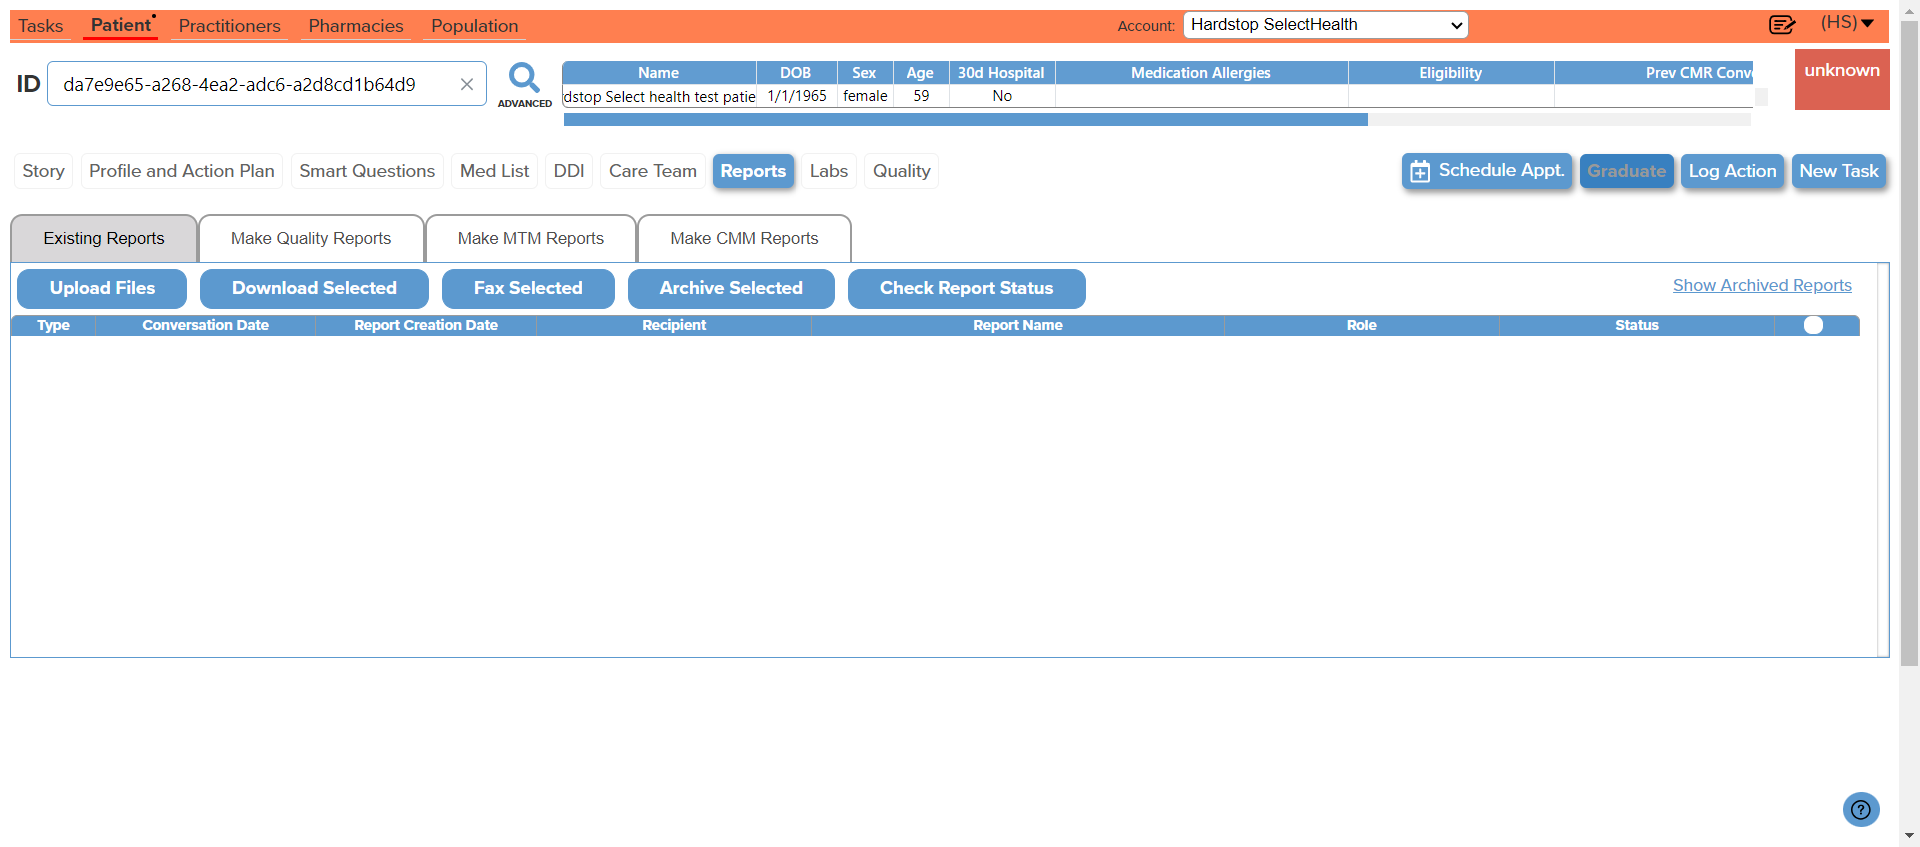 Tasks Patient Practitioners Pharmacies Population Account: Hardstop SelectHealth (HS)
ID da7e9e65-a268-4ea2-adc6-a2d8cd1b64d9 ADVANCED
Name DOB Sex Age 30d Hospital Medication Allergies Eligibility Prev CMR Conv
dstop Select health test patie 1/1/1965 female 59 No
unknown
Story Profile and Action Plan Smart Questions Med List DDI Care Team Reports Labs Quality Schedule Appt. Graduate Log Action New Task
Existing Reports Make Quality Reports Make MTM Reports Make CMM Reports
Upload Files Download Selected Fax Selected Archive Selected Check Report Status Show Archived Reports
Type Conversation Date Report Creation Date Recipient Report Name Role Status